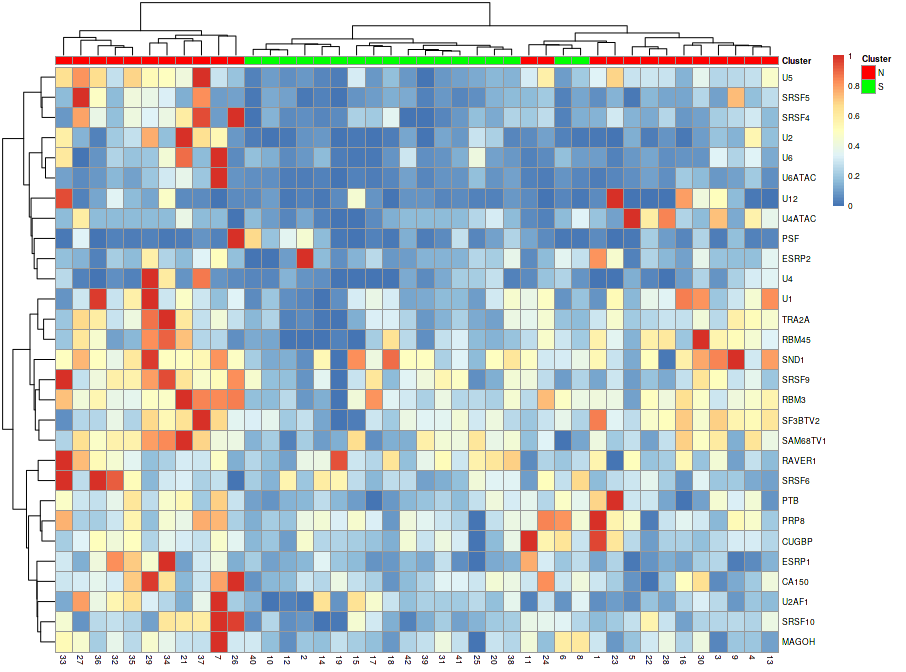 Cluster
U5
SRSF5
SRSF4
U2
U6
U6ATAC
U12
U4ATAC
PSF
ESRP2
U4
U1
TRA2A
RBM45
SND1
SRSF9
RBM3
SF3BTV2
SAM68TV1
RAVER1
SRSF6
PTB
PRP8
CUGBP
ESRP1
CA150
U2AF1
SRSF10
MAGOH
33 27 36 32 35 29 34 21 37 7 26 40 10 12 2 14 19 15 17 18 42 39 31 41 25 20 38 11 24 6 8 1 23 5 22 28 16 30 3 9 4 13
1
0.8
0.6
0.4
0.2
0
Cluster
N
S